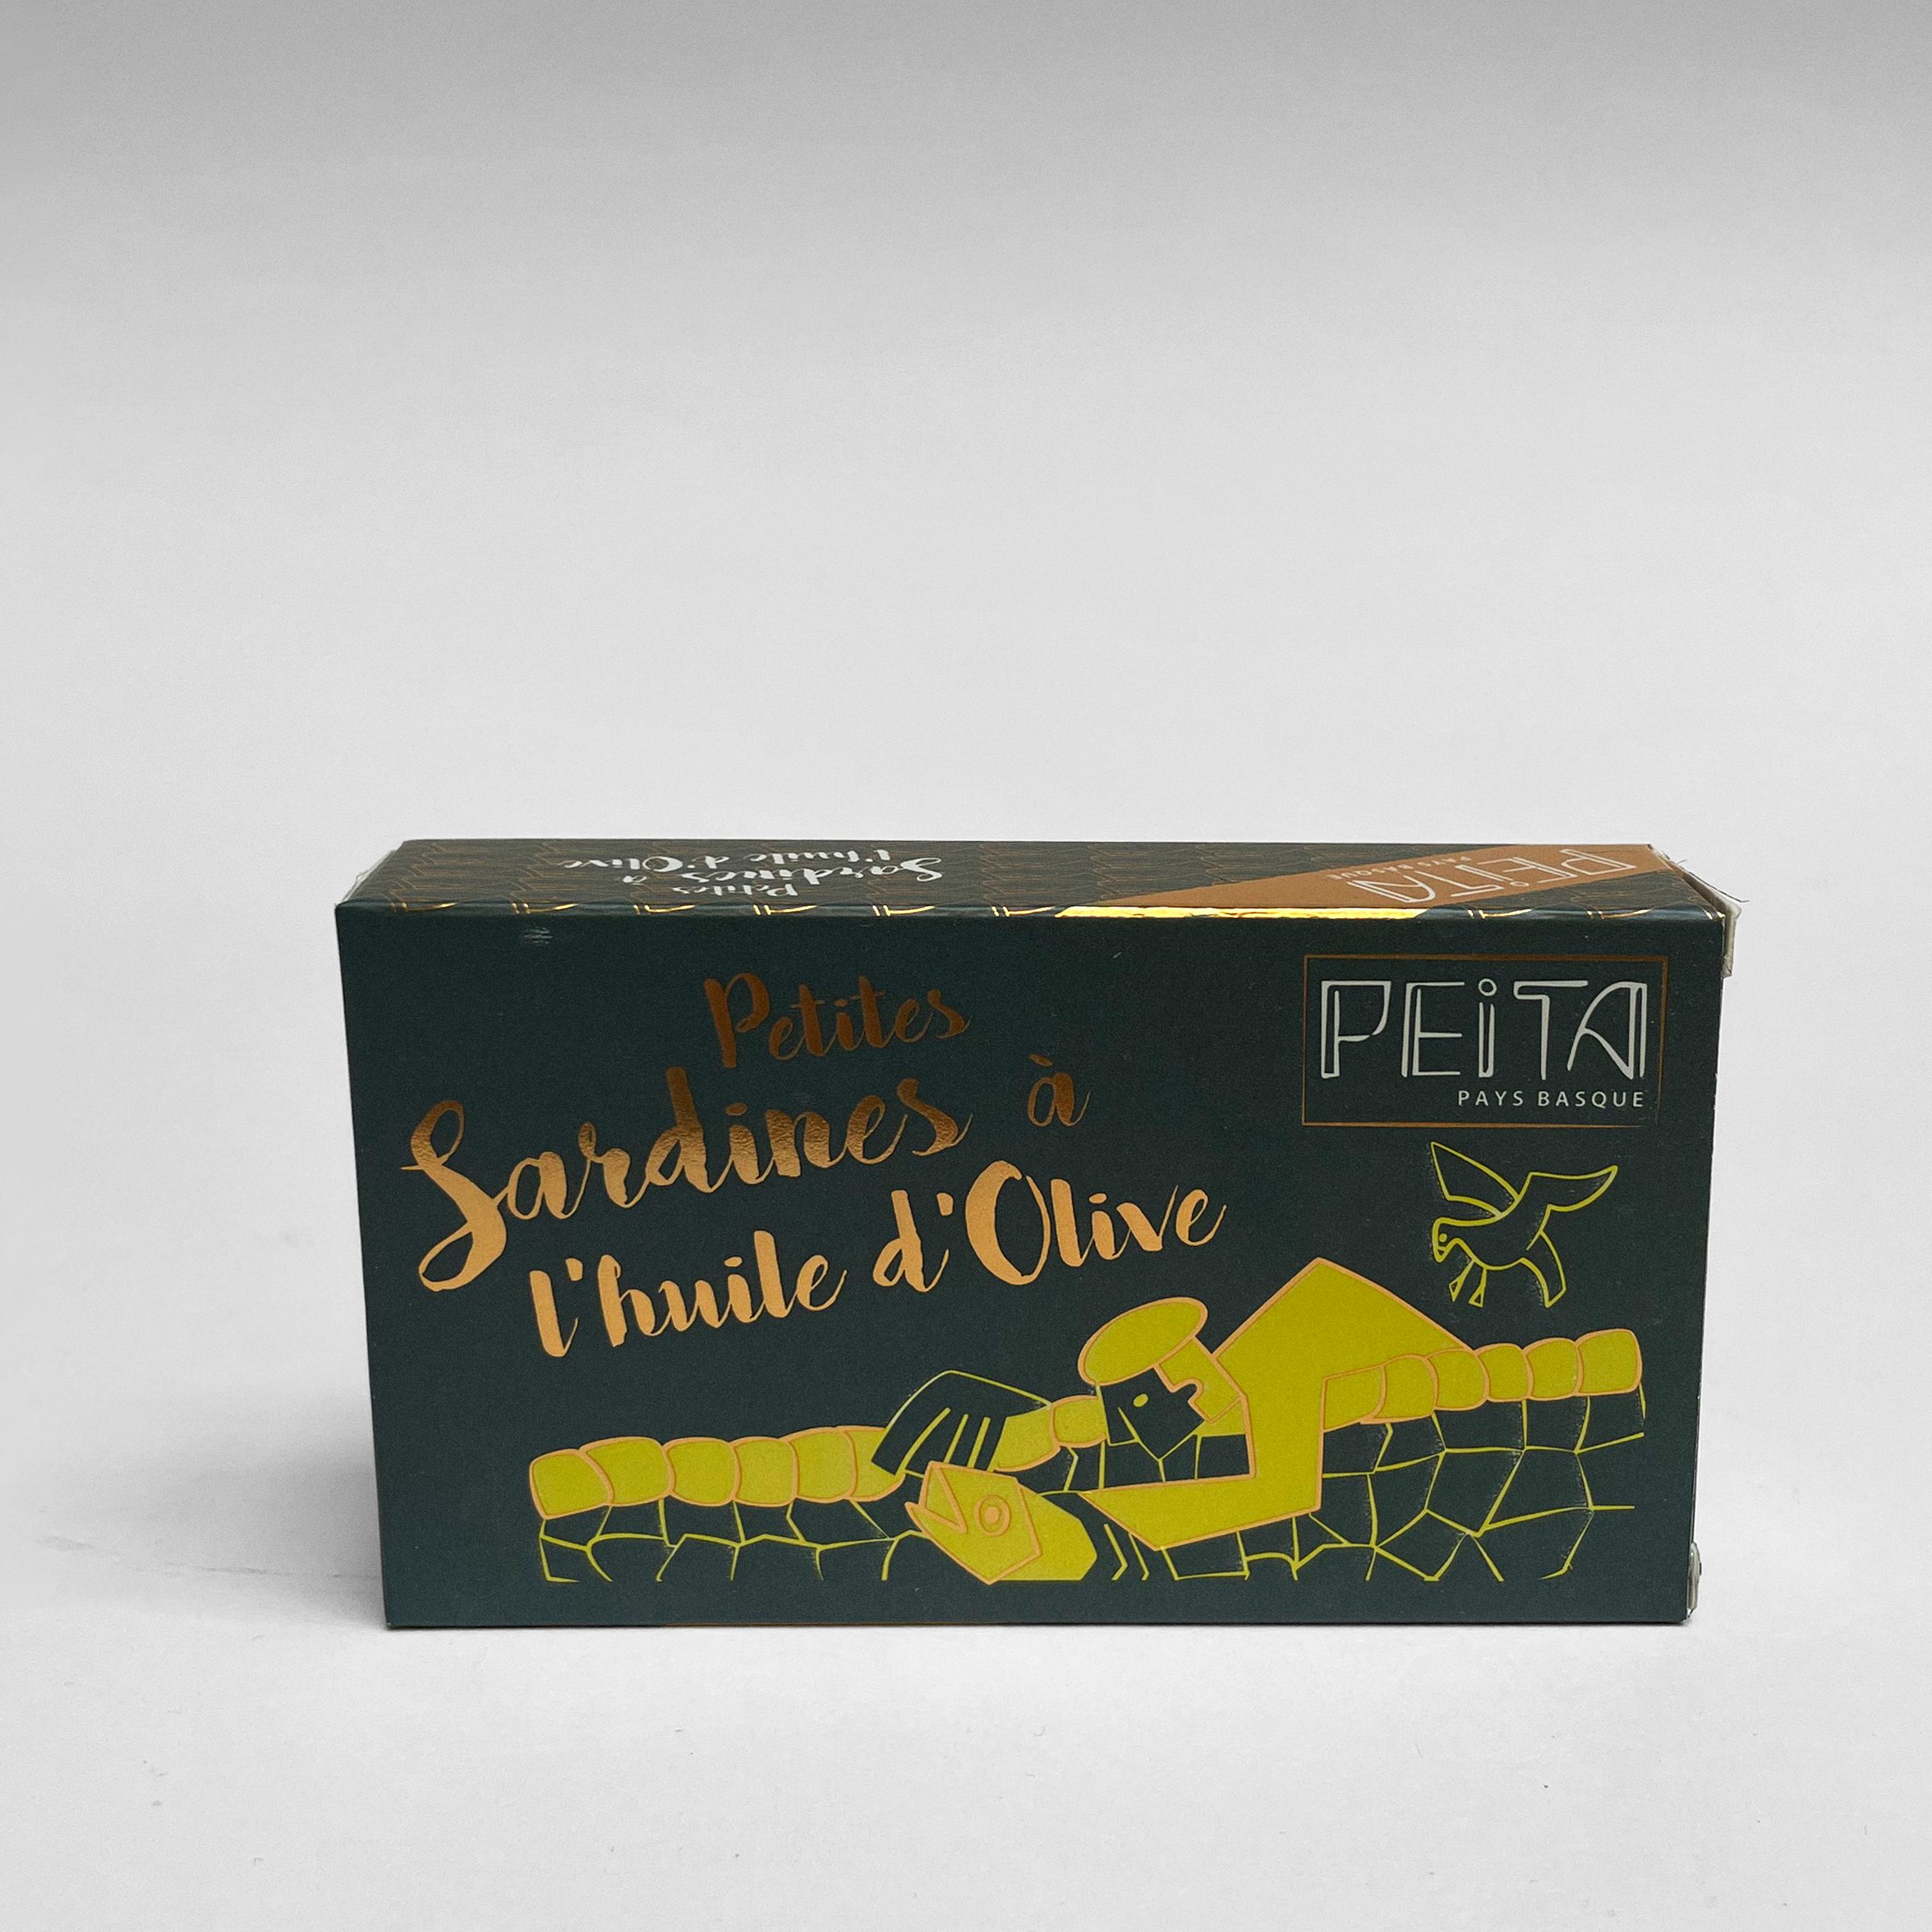 Petites
Sardines à
l'huile d'Olive
PEiTA
PAYS BASQUE
Petites
Sardines à
l'huile d'Olive
PEiTA
PAYS BASQUE